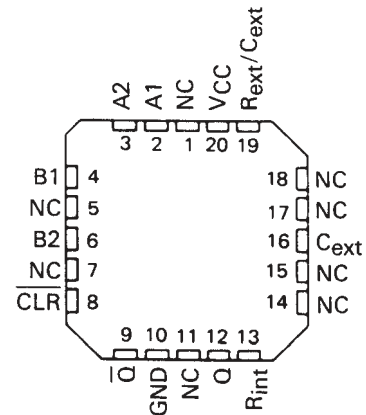 A2 A1 NC VCC Rext/Cext
3 2 1 20 19
B1 4
NC 5
B2 6
NC 7
CLR 8
18 NC
17 NC
16 Cext
15 NC
14 NC
9 10 11 12 13
Q GND NC Q Rint